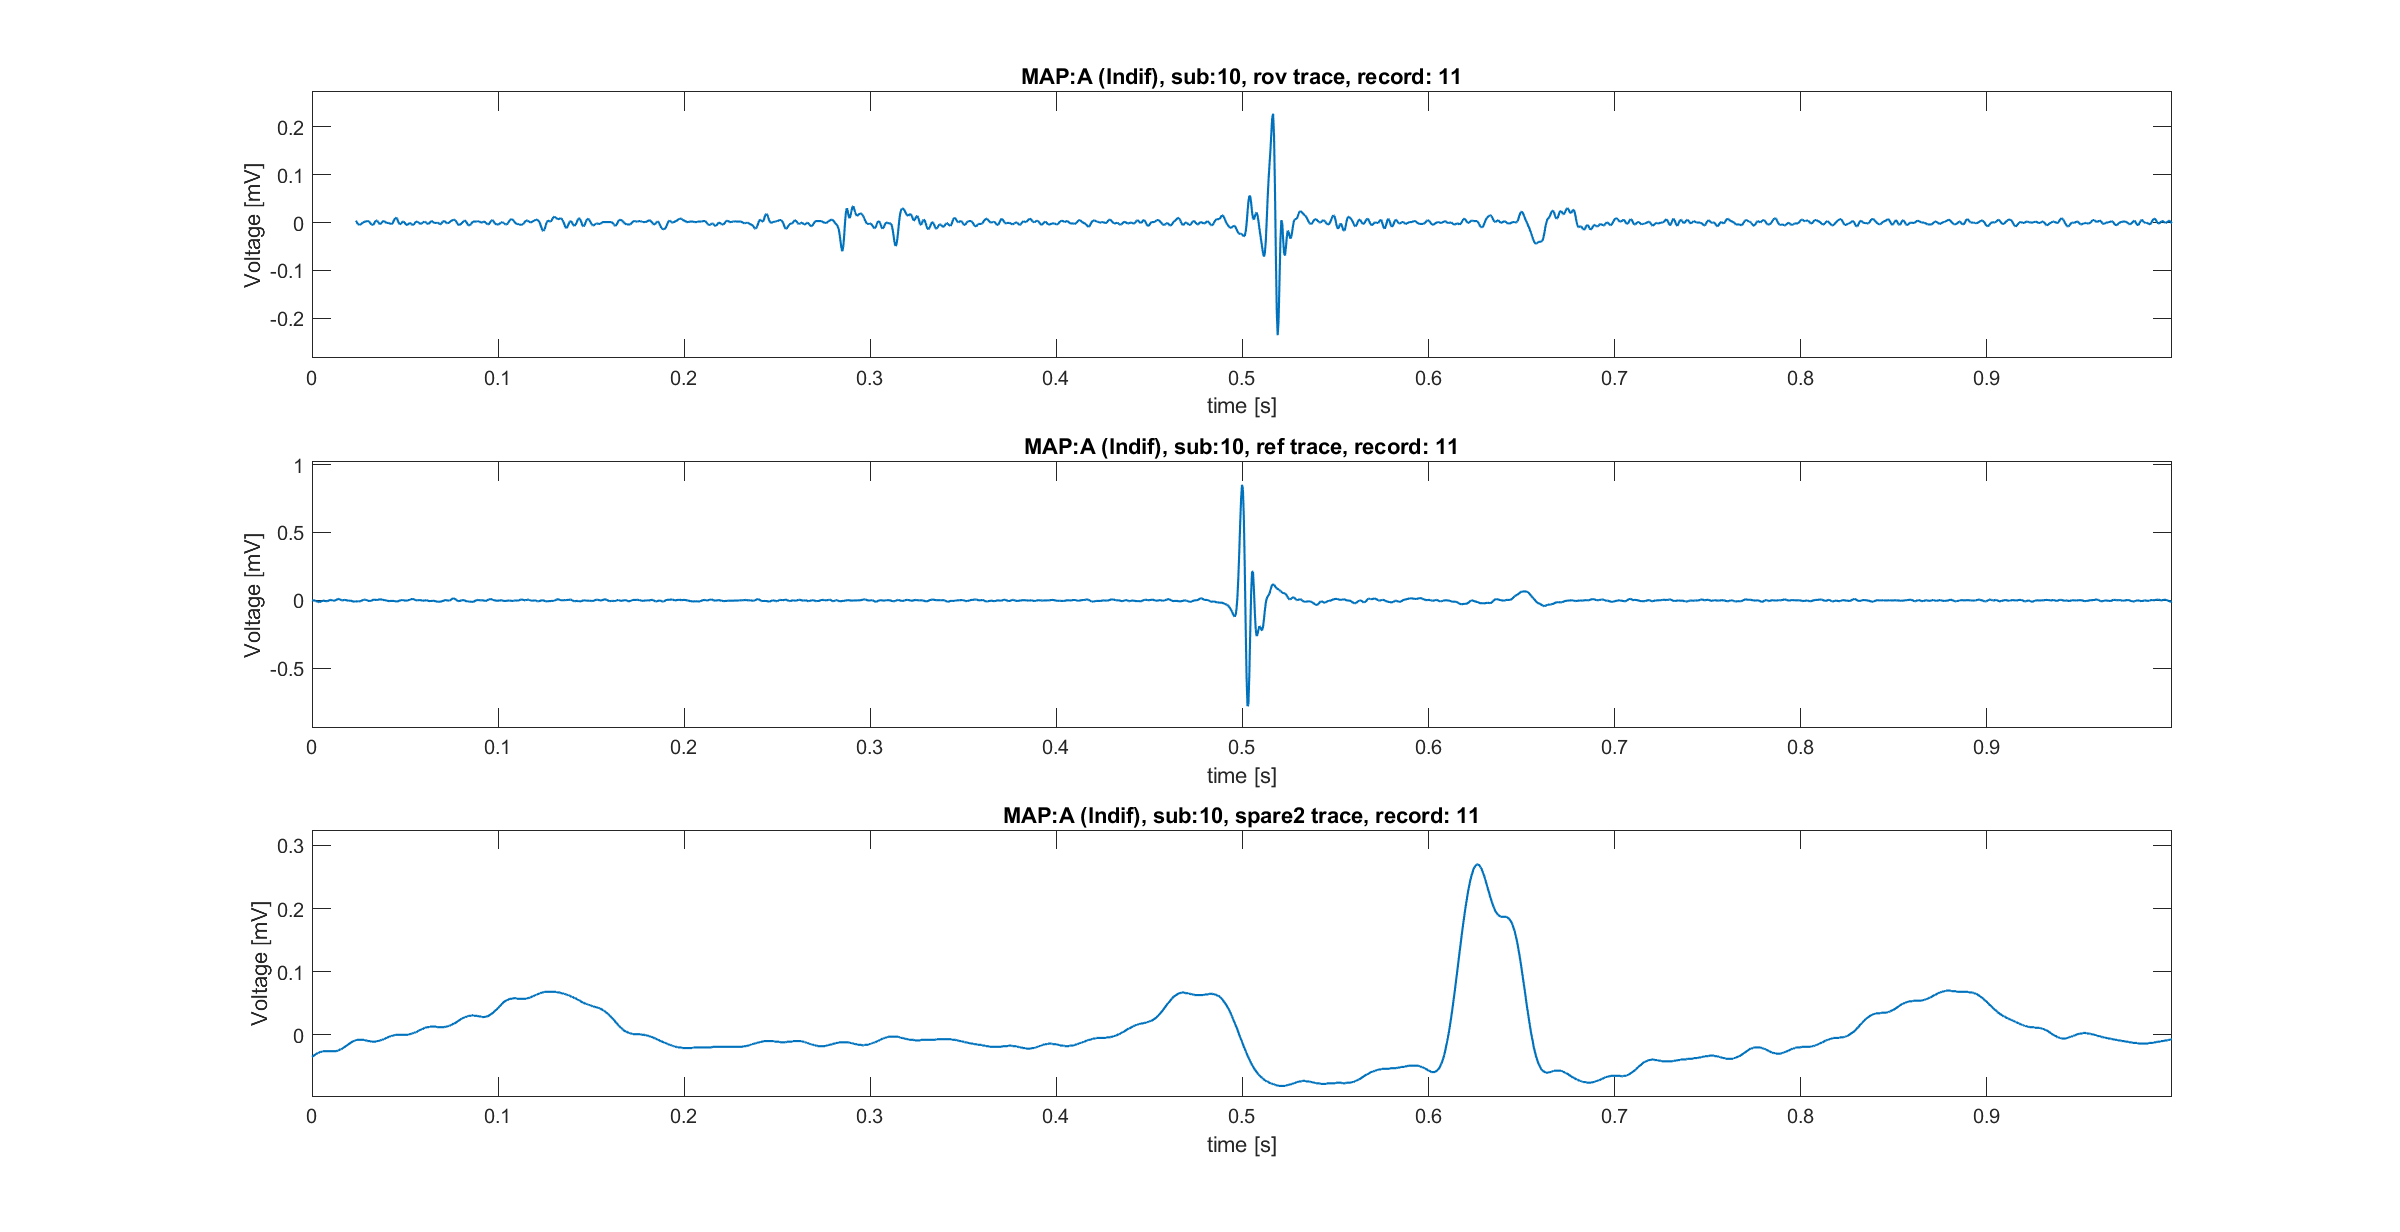 MAP:A (Indif), sub:10, rov trace, record: 11
Voltage [mV]
0.2
0.1
0
-0.1
-0.2
0 0.1 0.2 0.3 0.4 0.5 0.6 0.7 0.8 0.9
time [s]
MAP:A (Indif), sub:10, ref trace, record: 11
Voltage [mV]
1
0.5
0
-0.5
0 0.1 0.2 0.3 0.4 0.5 0.6 0.7 0.8 0.9
time [s]
MAP:A (Indif), sub:10, spare2 trace, record: 11
Voltage [mV]
0.3
0.2
0.1
0
0 0.1 0.2 0.3 0.4 0.5 0.6 0.7 0.8 0.9
time [s]